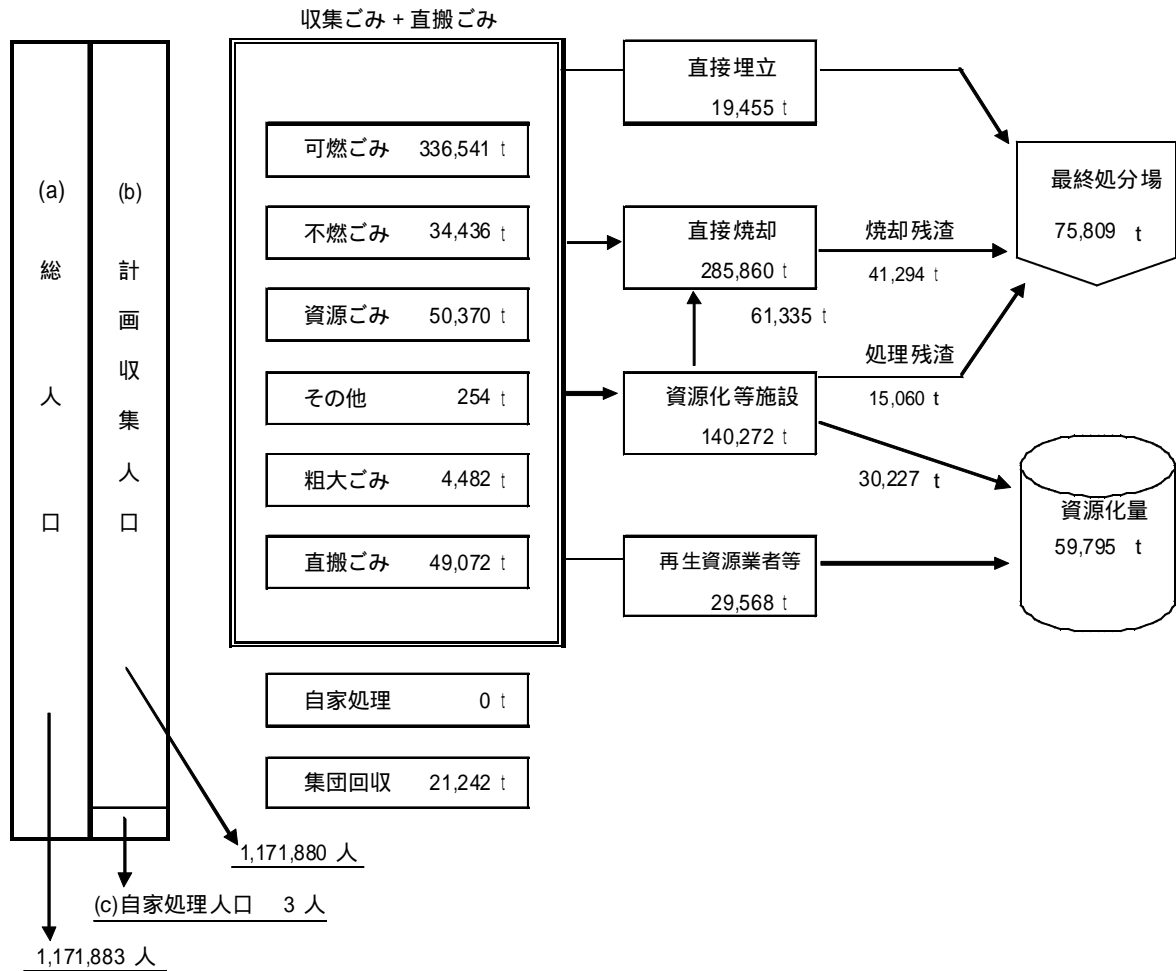 収集ごみ + 直搬ごみ
(a)
総
人
口
(b)
計
画
収
集
人
口
可燃ごみ 336,541 t
不燃ごみ 34,436 t
資源ごみ 50,370 t
その他 254 t
粗大ごみ 4,482 t
直搬ごみ 49,072 t
自家処理 0 t
集団回収 21,242 t
直接埋立
19,455 t
直接焼却
285,860 t
61,335 t
資源化等施設
140,272 t
再生資源業者等
29,568 t
焼却残渣
41,294 t
処理残渣
15,060 t
30,227 t
最終処分場
75,809 t
資源化量
59,795 t
1,171,880 人
(c)自家処理人口 3 人
1,171,883 人